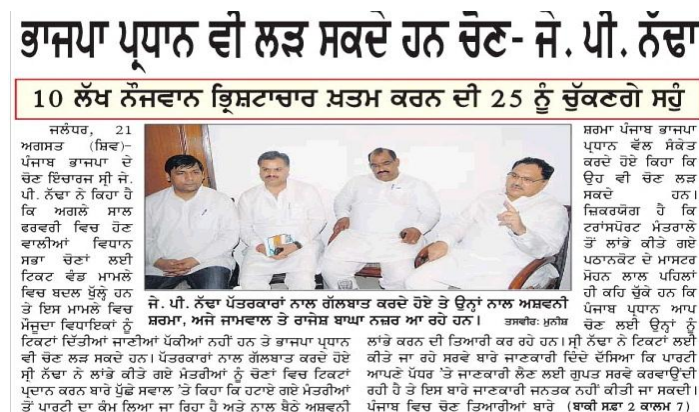 ਭਾਜਪਾ ਪ੍ਰਧਾਨ ਵੀ ਲੜ ਸਕਦੇ ਹਨ ਚੋਣ- ਜੇ. ਪੀ. ਨੱਢਾ
10 ਲੱਖ ਨੌਜਵਾਨ ਭ੍ਰਿਸ਼ਟਾਚਾਰ ਖ਼ਤਮ ਕਰਨ ਦੀ 25 ਨੂੰ ਚੁੱਕਣਗੇ ਸਹੁੰ
ਜਲੰਧਰ, 21
ਅਗਸਤ (ਸ਼ਿਵ)-
ਪੰਜਾਬ ਭਾਜਪਾ ਦੇ
ਚੋਣ ਇੰਚਾਰਜ ਸ੍ਰੀ ਜੇ.
ਪੀ. ਨੱਢਾ ਨੇ ਕਿਹਾ ਹੈ
ਕਿ ਅਗਲੇ ਸਾਲ
ਫਰਵਰੀ ਵਿਚ ਹੋਣ
ਵਾਲੀਆਂ ਵਿਧਾਨ
ਸਭਾ ਚੋਣਾਂ ਲਈ
ਟਿਕਟ ਵੰਡ ਮਾਮਲੇ
ਵਿਚ ਬਦਲ ਖੁੱਲ੍ਹੇ ਹਨ
ਤੇ ਇਸ ਮਾਮਲੇ ਵਿਚ
ਮੌਜੂਦਾ ਵਿਧਾਇਕਾਂ ਨੂੰ
ਟਿਕਟਾਂ ਦਿੱਤੀਆਂ ਜਾਣੀਆਂ ਪੱਕੀਆਂ ਨਹੀਂ ਹਨ ਤੇ ਭਾਜਪਾ ਪ੍ਰਧਾਨ
ਵੀ ਚੋਣ ਲੜ ਸਕਦੇ ਹਨ। ਪੱਤਰਕਾਰਾਂ ਨਾਲ ਗੱਲਬਾਤ ਕਰਦੇ ਹੋਏ
ਸ੍ਰੀ ਨੱਢਾ ਨੇ ਲਾਂਭੇ ਕੀਤੇ ਗਏ ਮੰਤਰੀਆਂ ਨੂੰ ਚੋਣਾਂ ਵਿਚ ਟਿਕਟਾਂ
ਪ੍ਰਦਾਨ ਕਰਨ ਬਾਰੇ ਪੁੱਛੇ ਸਵਾਲ 'ਤੇ ਕਿਹਾ ਕਿ ਹਟਾਏ ਗਏ ਮੰਤਰੀਆਂ
ਤੋਂ ਪਾਰਟੀ ਦਾ ਕੰਮ ਲਿਆ ਜਾ ਰਿਹਾ ਹੈ ਅਤੇ ਨਾਲ ਬੈਠੇ ਅਸ਼ਵਨੀ
ਜੇ. ਪੀ. ਨੱਢਾ ਪੱਤਰਕਾਰਾਂ ਨਾਲ ਗੱਲਬਾਤ ਕਰਦੇ ਹੋਏ ਤੇ ਉਨ੍ਹਾਂ ਨਾਲ ਅਸ਼ਵਨੀ
ਸ਼ਰਮਾ, ਅਜੇ ਜਾਮਵਾਲ ਤੇ ਰਾਜੇਸ਼ ਬਾਘਾ ਨਜ਼ਰ ਆ ਰਹੇ ਹਨ। ਤਸਵੀਰ: ਮੁਨੀਸ਼
ਸ਼ਰਮਾ ਪੰਜਾਬ ਭਾਜਪਾ
ਪ੍ਰਧਾਨ ਵੱਲ ਸੰਕੇਤ
ਕਰਦੇ ਹੋਏ ਕਿਹਾ ਕਿ
ਉਹ ਵੀ ਚੋਣ ਲੜ
ਸਕਦੇ ਹਨ।
ਜ਼ਿਕਰਯੋਗ ਹੈ ਕਿ
ਟਰਾਂਸਪੋਰਟ ਮੰਤਰਾਲੇ
ਤੋਂ ਲਾਂਭੇ ਕੀਤੇ ਗਏ
ਪਠਾਨਕੋਟ ਦੇ ਮਾਸਟਰ
ਮੋਹਨ ਲਾਲ ਪਹਿਲਾਂ
ਹੀ ਕਹਿ ਚੁੱਕੇ ਹਨ ਕਿ
ਪੰਜਾਬ ਪ੍ਰਧਾਨ ਆਪ
ਚੋਣ ਲਈ ਉਨ੍ਹਾਂ ਨੂੰ
ਲਾਂਭੇ ਕਰਨ ਦੀ ਤਿਆਰੀ ਕਰ ਰਹੇ ਹਨ। ਸ੍ਰੀ ਨੱਢਾ ਨੇ ਟਿਕਟਾਂ ਲਈ
ਕੀਤੇ ਜਾ ਰਹੇ ਸਰਵੇ ਬਾਰੇ ਜਾਣਕਾਰੀ ਦਿੰਦੇ ਦੱਸਿਆ ਕਿ ਪਾਰਟੀ
ਆਪਣੇ ਪੱਧਰ 'ਤੇ ਜਾਣਕਾਰੀ ਲੈਣ ਲਈ ਗੁਪਤ ਸਰਵੇ ਕਰਵਾਉਂਦੀ
ਰਹੀ ਹੈ ਤੇ ਇਸ ਬਾਰੇ ਜਾਣਕਾਰੀ ਜਨਤਕ ਨਹੀਂ ਕੀਤੀ ਜਾ ਸਕਦੀ।
ਪੰਜਾਬ ਵਿਚ ਚੋਣ ਤਿਆਰੀਆਂ ਬਾਰੇ (ਬਾਕੀ ਸਫ਼ਾ 2 ਕਾਲਮ 7)